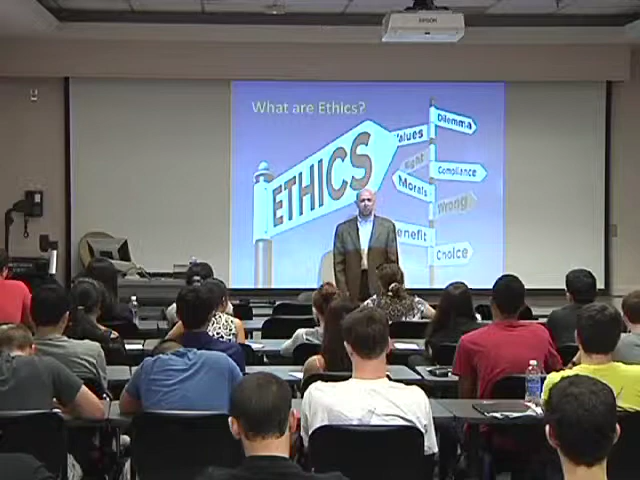 EPSON
What are Ethics?
ETHICS
Values
Dilemma
Right
Compliance
Morals
Wrong
Benefit
Choice